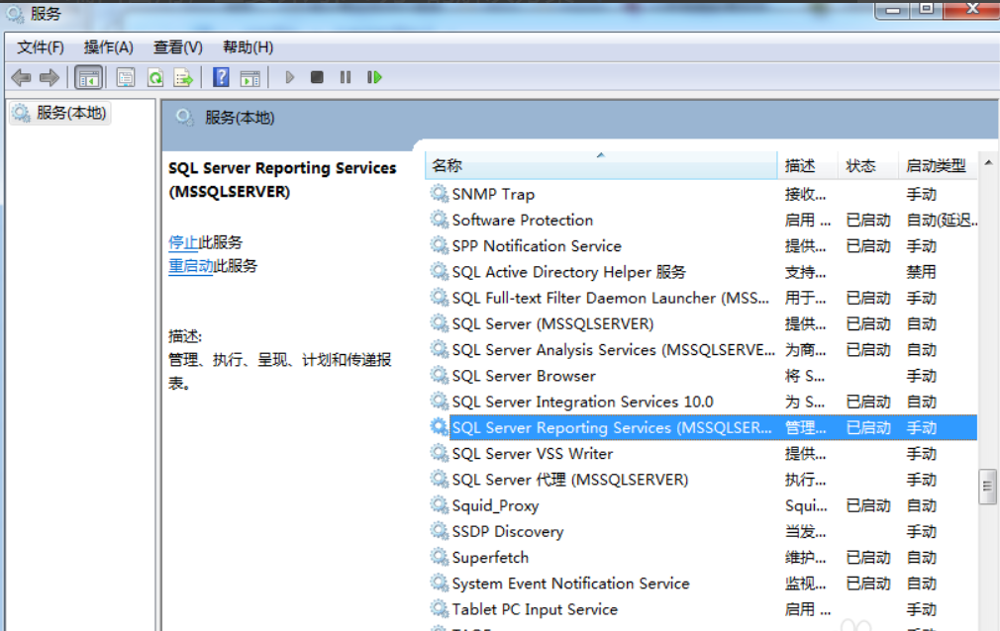 服务
文件(F) 操作(A) 查看(V) 帮助(H)
服务(本地)
服务(本地)
SQL Server Reporting Services
(MSSQLSERVER)
停止此服务
重启动此服务
描述:
管理、执行、呈现、计划和传递报
表。
名称 描述 状态 启动类型
SNMP Trap 接收... 手动
Software Protection 启用 ... 已启动 自动(延迟...
SPP Notification Service 提供... 已启动 手动
SQL Active Directory Helper 服务 支持... 禁用
SQL Full-text Filter Daemon Launcher (MSS... 用于... 已启动 手动
SQL Server (MSSQLSERVER) 提供... 已启动 自动
SQL Server Analysis Services (MSSQLSERVE... 为商... 已启动 自动
SQL Server Browser 将 S... 手动
SQL Server Integration Services 10.0 为 S... 已启动 自动
SQL Server Reporting Services (MSSQLSER... 管理... 已启动 手动
SQL Server VSS Writer 提供... 手动
SQL Server 代理 (MSSQLSERVER) 执行... 手动
Squid_Proxy Squi... 已启动 自动
SSDP Discovery 当发... 手动
Superfetch 维护... 已启动 自动
System Event Notification Service 监视... 已启动 自动
Tablet PC Input Service 启用 ... 手动